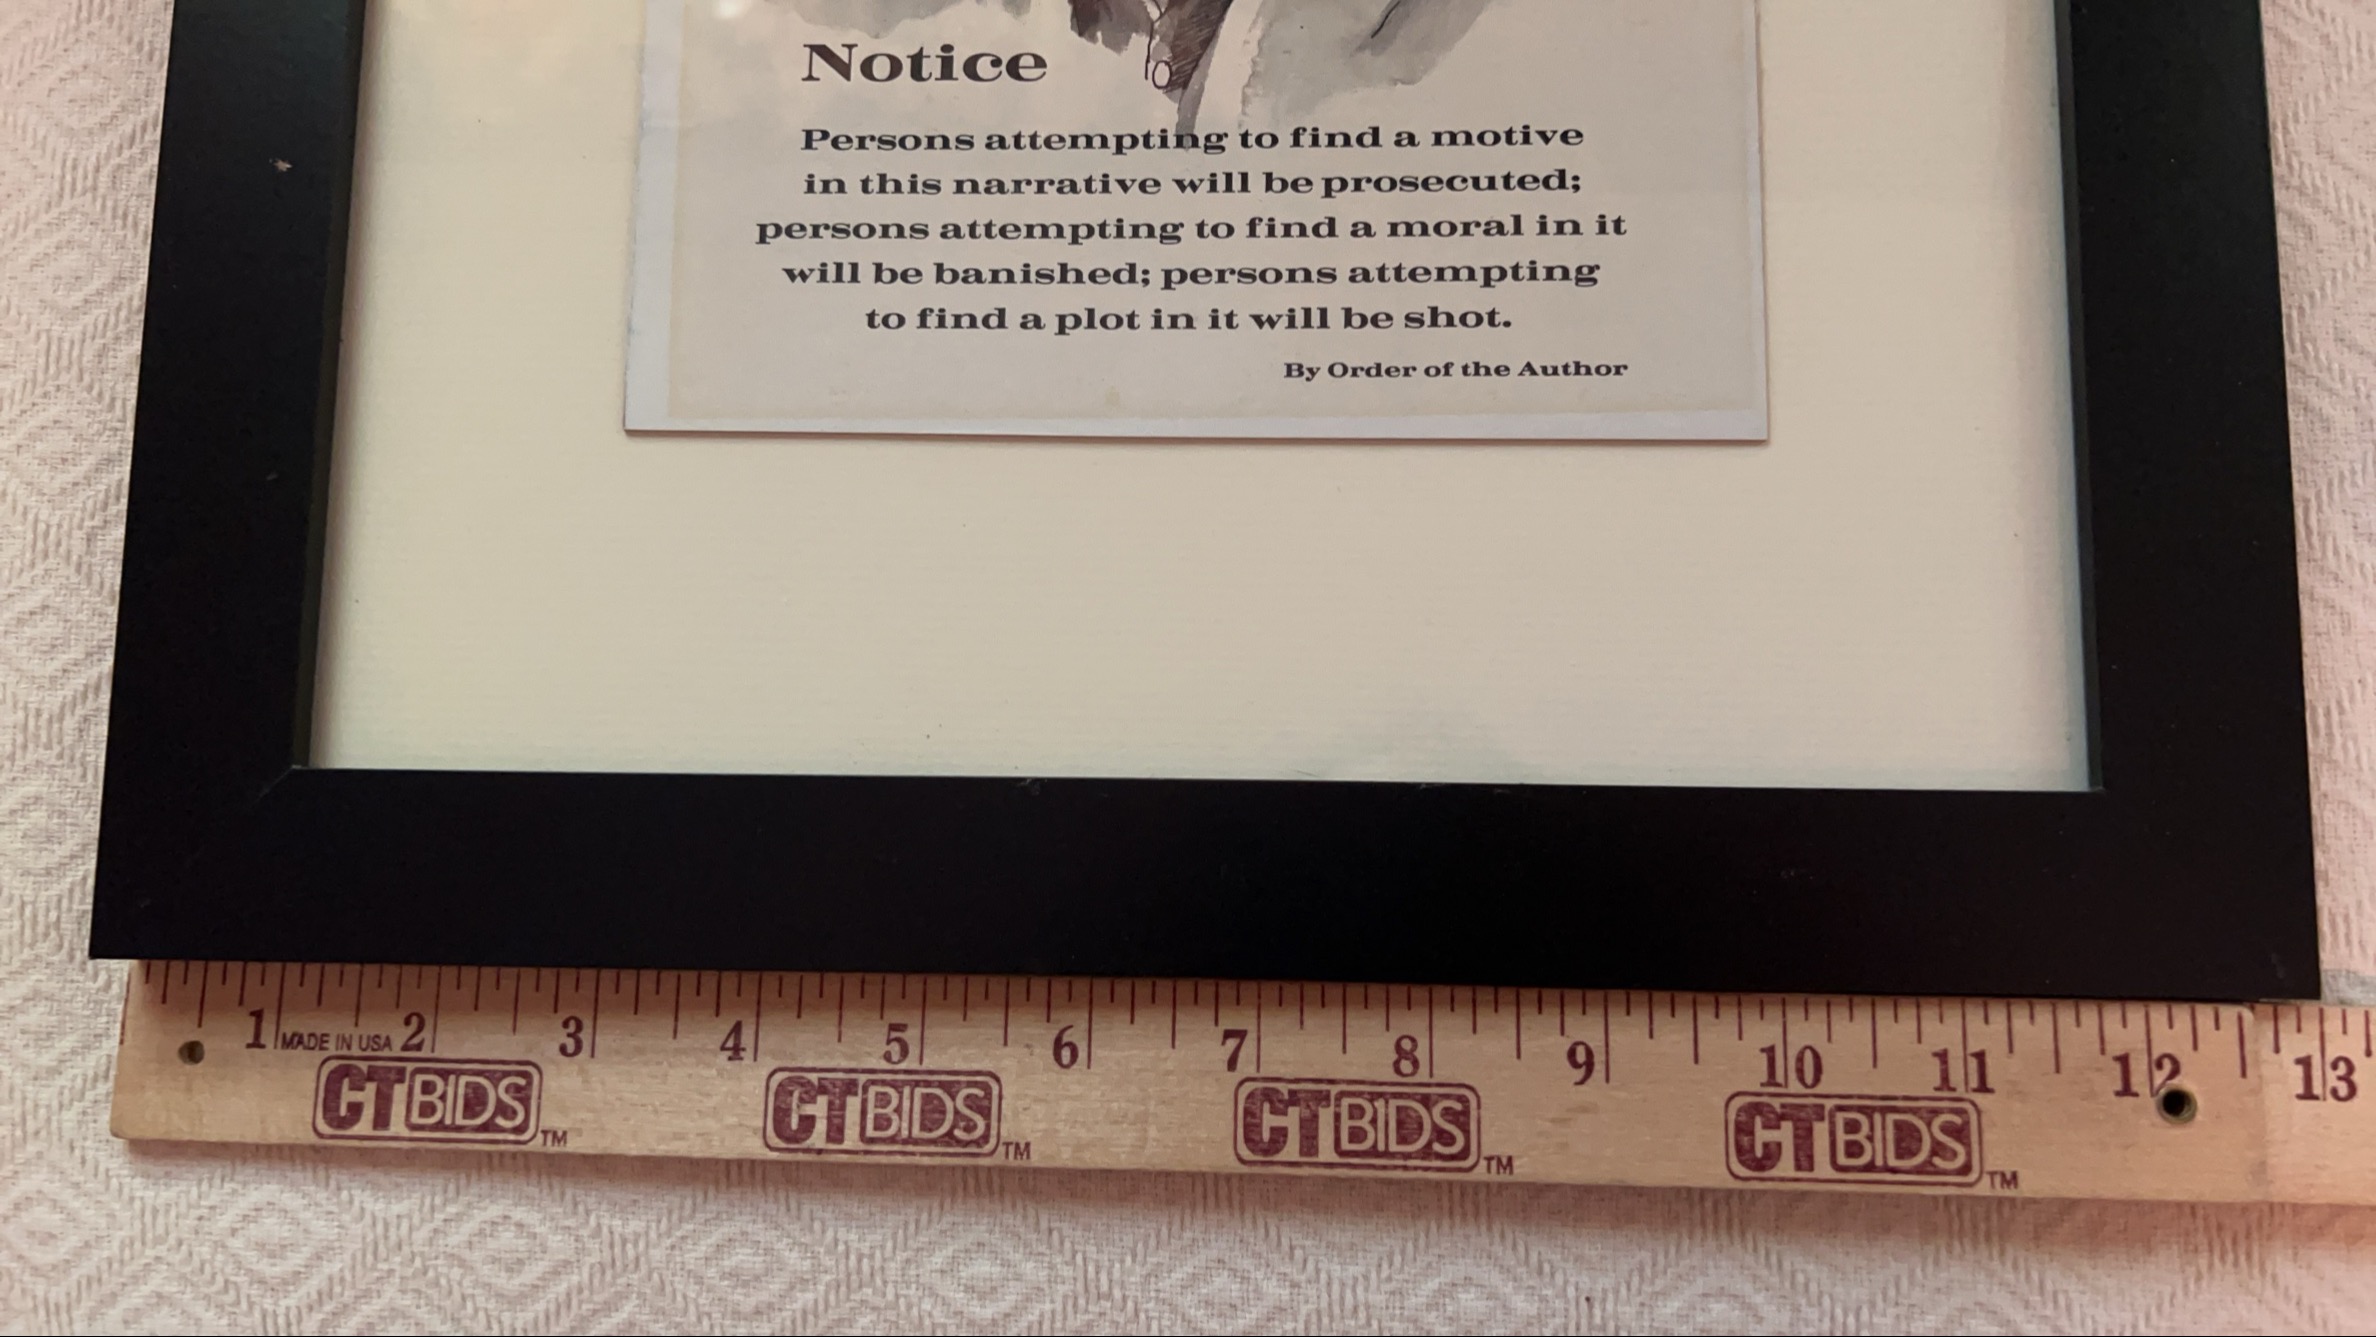 Notice
Persons attempting to find a motive
in this narrative will be prosecuted;
persons attempting to find a moral in it
will be banished; persons attempting
to find a plot in it will be shot.
By Order of the Author
1 MADE IN USA 2 3 4 5 6 7 8 9 10 11 12 13
CTBIDS™ CTBIDS™ CTBIDS™ CTBIDS™